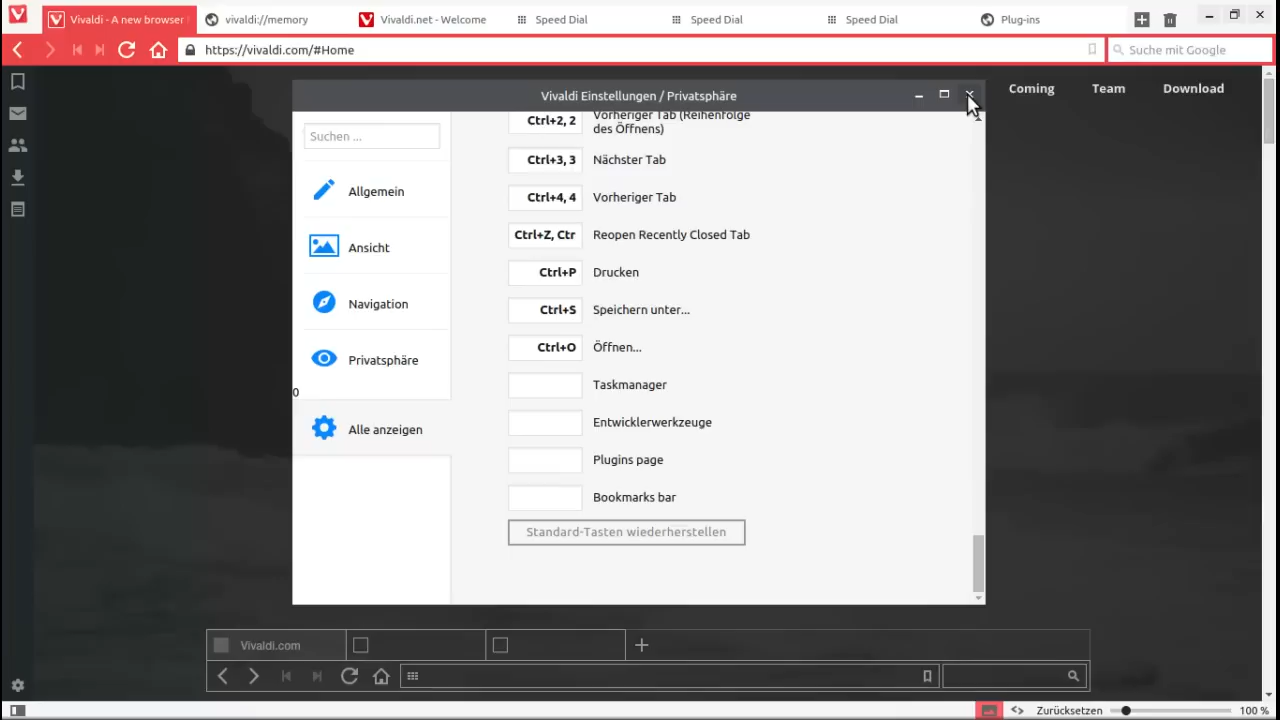 Vivaldi - A new browser
vivaldi://memory
Vivaldi.net - Welcome
Speed Dial
Speed Dial
Speed Dial
Plug-ins
https://vivaldi.com/#Home
Suche mit Google
Coming
Team
Download
Vivaldi Einstellungen / Privatsphäre
Suchen ...
Allgemein
Ansicht
Navigation
Privatsphäre
0
Alle anzeigen
Ctrl+2, 2
Vorheriger Tab (Reihenfolge
des Öffnens)
Ctrl+3, 3
Nächster Tab
Ctrl+4, 4
Vorheriger Tab
Ctrl+Z, Ctr
Reopen Recently Closed Tab
Ctrl+P
Drucken
Ctrl+S
Speichern unter...
Ctrl+O
Öffnen...
Taskmanager
Entwicklerwerkzeuge
Plugins page
Bookmarks bar
Standard-Tasten wiederherstellen
Vivaldi.com
Zurücksetzen
100 %